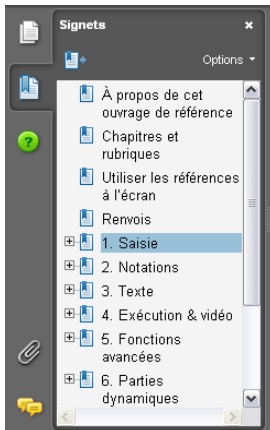 Signets
Options
À propos de cet
ouvrage de référence
Chapitres et
rubriques
Utiliser les références
à l'écran
Renvois
1. Saisie
2. Notations
3. Texte
4. Exécution & vidéo
5. Fonctions
avancées
6. Parties
dynamiques